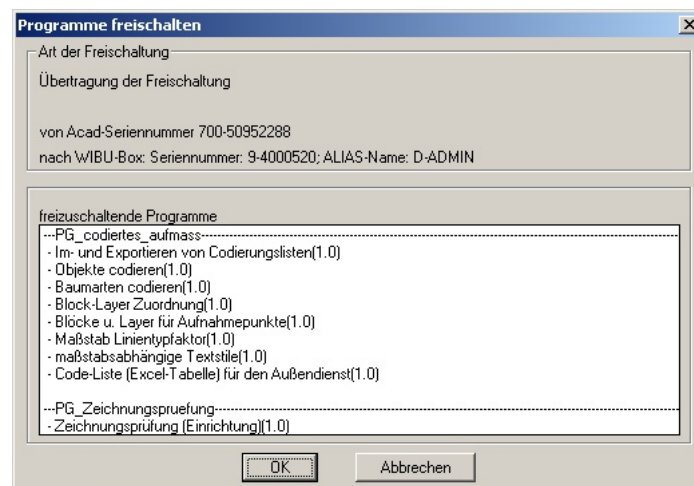 Programme freischalten
Art der Freischaltung
Übertragung der Freischaltung
von Acad-Seriennummer 700-50952288
nach WIBU-Box: Seriennummer: 9-4000520; ALIAS-Name: D-ADMIN
freizuschaltende Programme
---PG_codiertes_aufmass---
- Im- und Exportieren von Codierungslisten(1.0)
- Objekte codieren(1.0)
- Baumarten codieren(1.0)
- Block-Layer Zuordnung(1.0)
- Blöcke u. Layer für Aufnahmepunkte(1.0)
- Maßstab Linientypfaktor(1.0)
- maßstabsabhängige Textstile(1.0)
- Code-Liste (Excel-Tabelle) für den Außendienst(1.0)
---PG_Zeichnungspruefung---
- Zeichnungsprüfung (Einrichtung)(1.0)
OK
Abbrechen